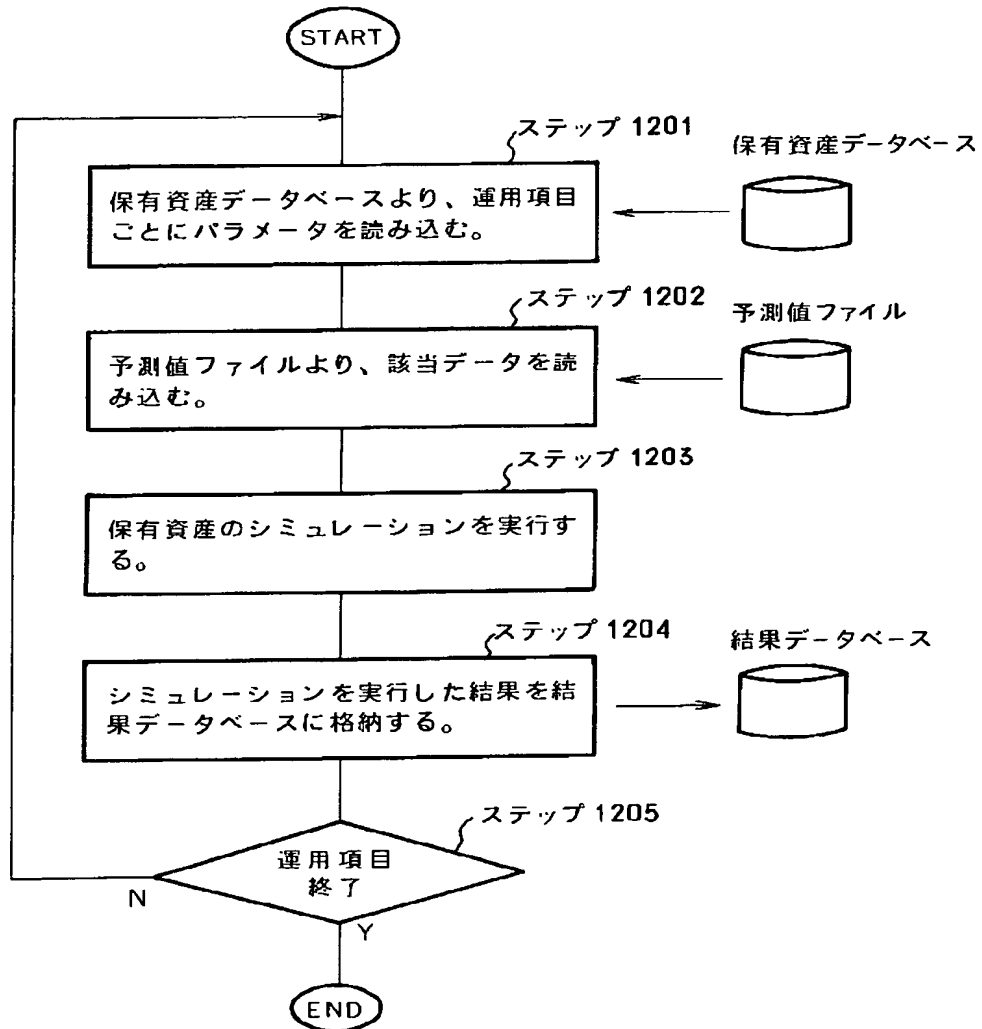 START
ステップ 1201
保有資産データベース
保有資産データベースより、運用項目
ごとにパラメータを読み込む。
ステップ 1202
予測値ファイル
予測値ファイルより、該当データを読
み込む。
ステップ 1203
保有資産のシミュレーションを実行す
る。
ステップ 1204
結果データベース
シミュレーションを実行した結果を結
果データベースに格納する。
ステップ 1205
運用項目
終了
N
Y
END